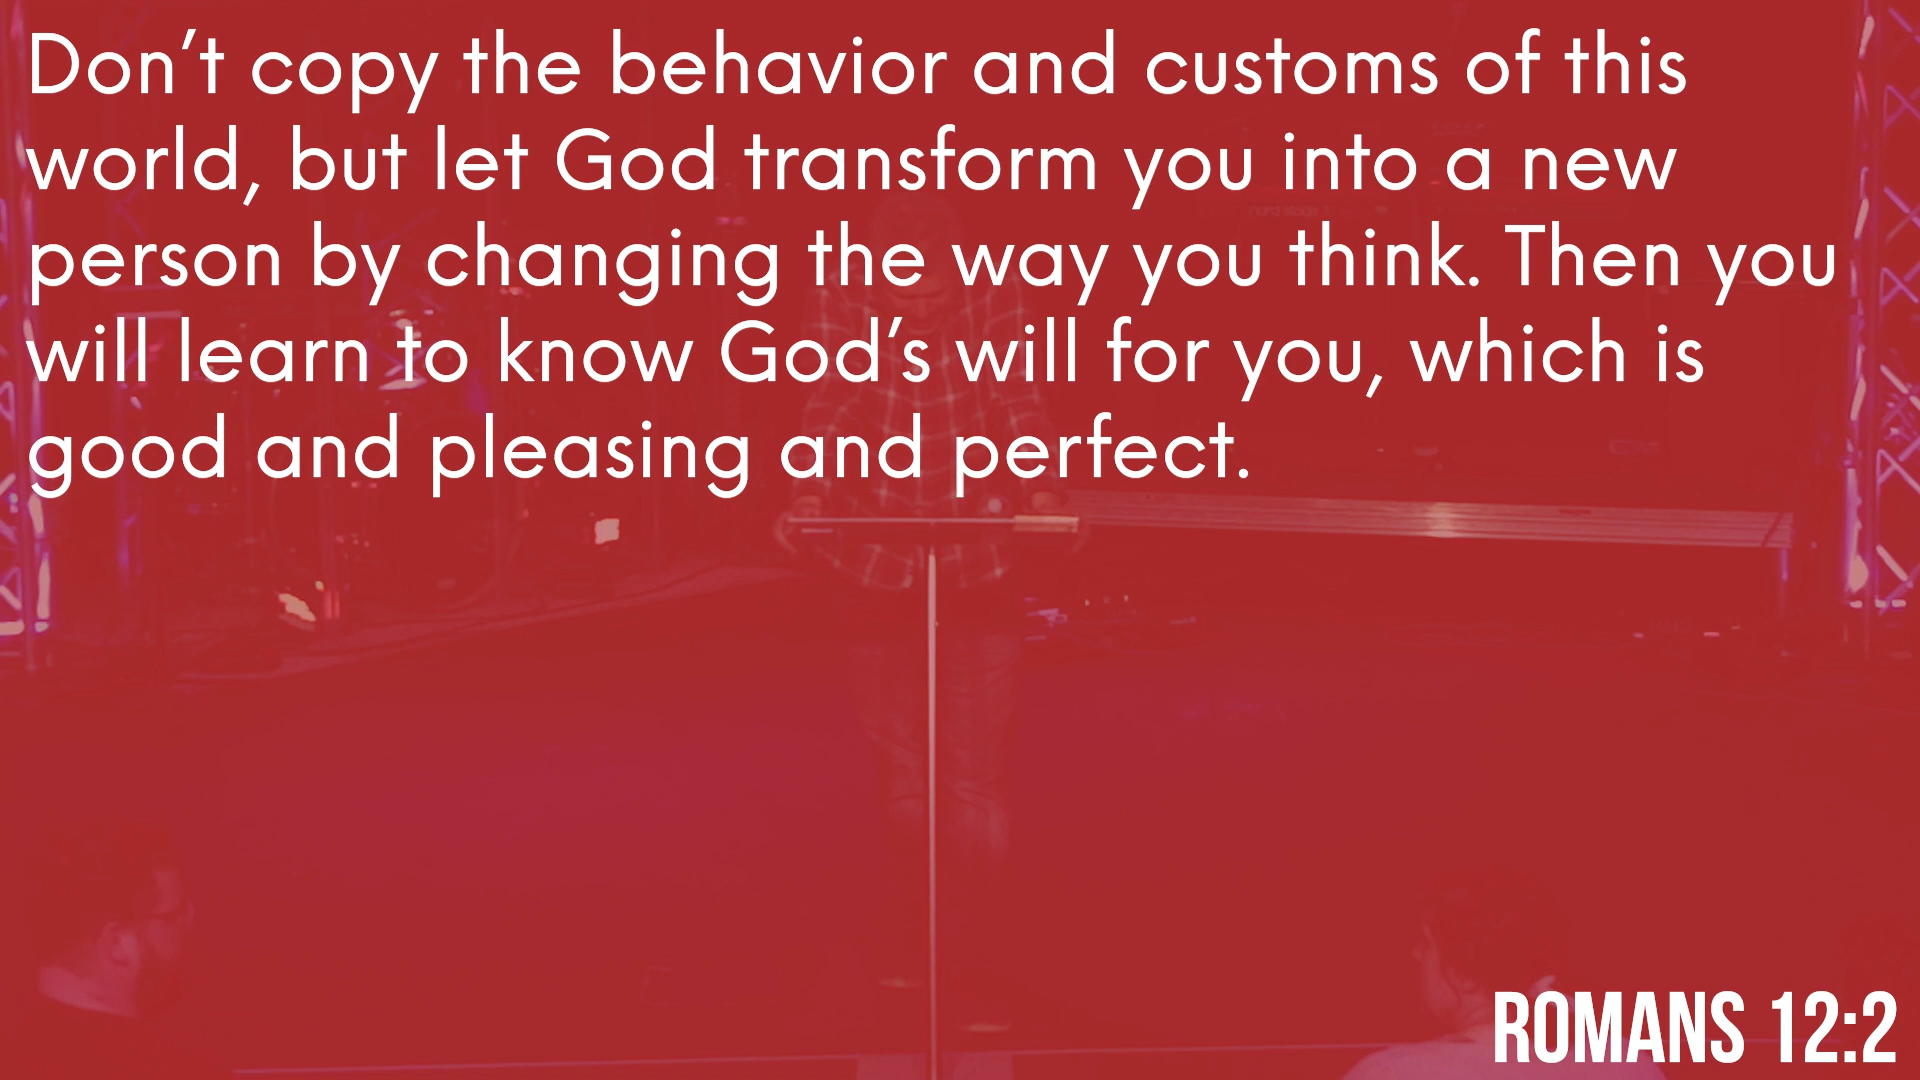 Don’t copy the behavior and customs of this
world, but let God transform you into a new
person by changing the way you think. Then you
will learn to know God’s will for you, which is
good and pleasing and perfect.
ROMANS 12:2